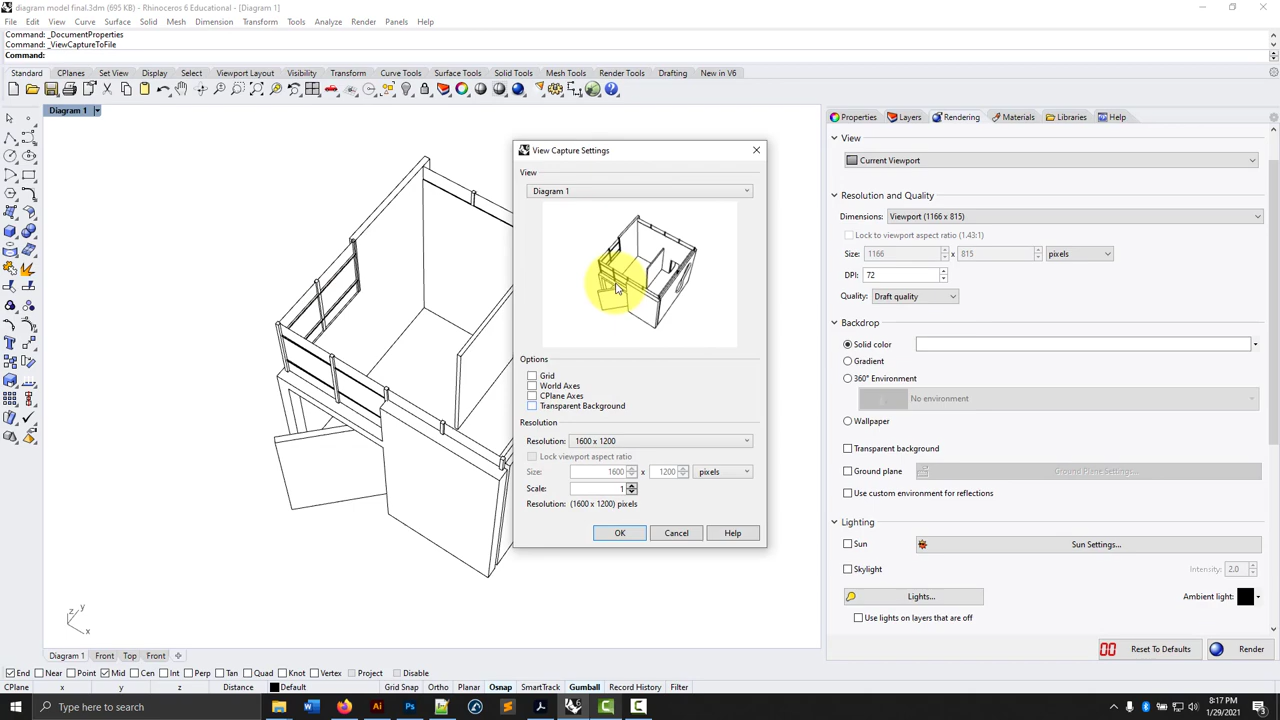 diagram model final.3dm (695 KB) - Rhinoceros 6 Educational - [Diagram 1]
File Edit View Curve Surface Solid Mesh Dimension Transform Tools Analyze Render Panels Help
Command: _DocumentProperties
Command: _ViewCaptureToFile
Command:
Standard CPlanes Set View Display Select Viewport Layout Visibility Transform Curve Tools Surface Tools Solid Tools Mesh Tools Render Tools Drafting New in V6
Diagram 1
Properties Layers Rendering Materials Libraries Help
View
Current Viewport
Resolution and Quality
Dimensions: Viewport (1166 x 815)
Lock to viewport aspect ratio (1.43:1)
Size: 1166 x 815 pixels
DPI: 72
Quality: Draft quality
Backdrop
Solid color
Gradient
360° Environment
No environment
Wallpaper
Transparent background
Ground plane Ground Plane Settings...
Use custom environment for reflections
Lighting
Sun Sun Settings...
Skylight Intensity: 2.0
Lights... Ambient light:
Use lights on layers that are off
Reset To Defaults Render
View Capture Settings
View
Diagram 1
Options
Grid
World Axes
CPlane Axes
Transparent Background
Resolution
Resolution: 1600 x 1200
Lock viewport aspect ratio
Size: 1600 x 1200 pixels
Scale: 1
Resolution: (1600 x 1200) pixels
OK Cancel Help
z y
x
Diagram 1 Front Top Front
End Near Point Mid Cen Int Perp Tan Quad Knot Vertex Project Disable
CPlane x y z Distance Default Grid Snap Ortho Planar Osnap SmartTrack Gumball Record History Filter
Type here to search
8:17 PM
1/29/2021